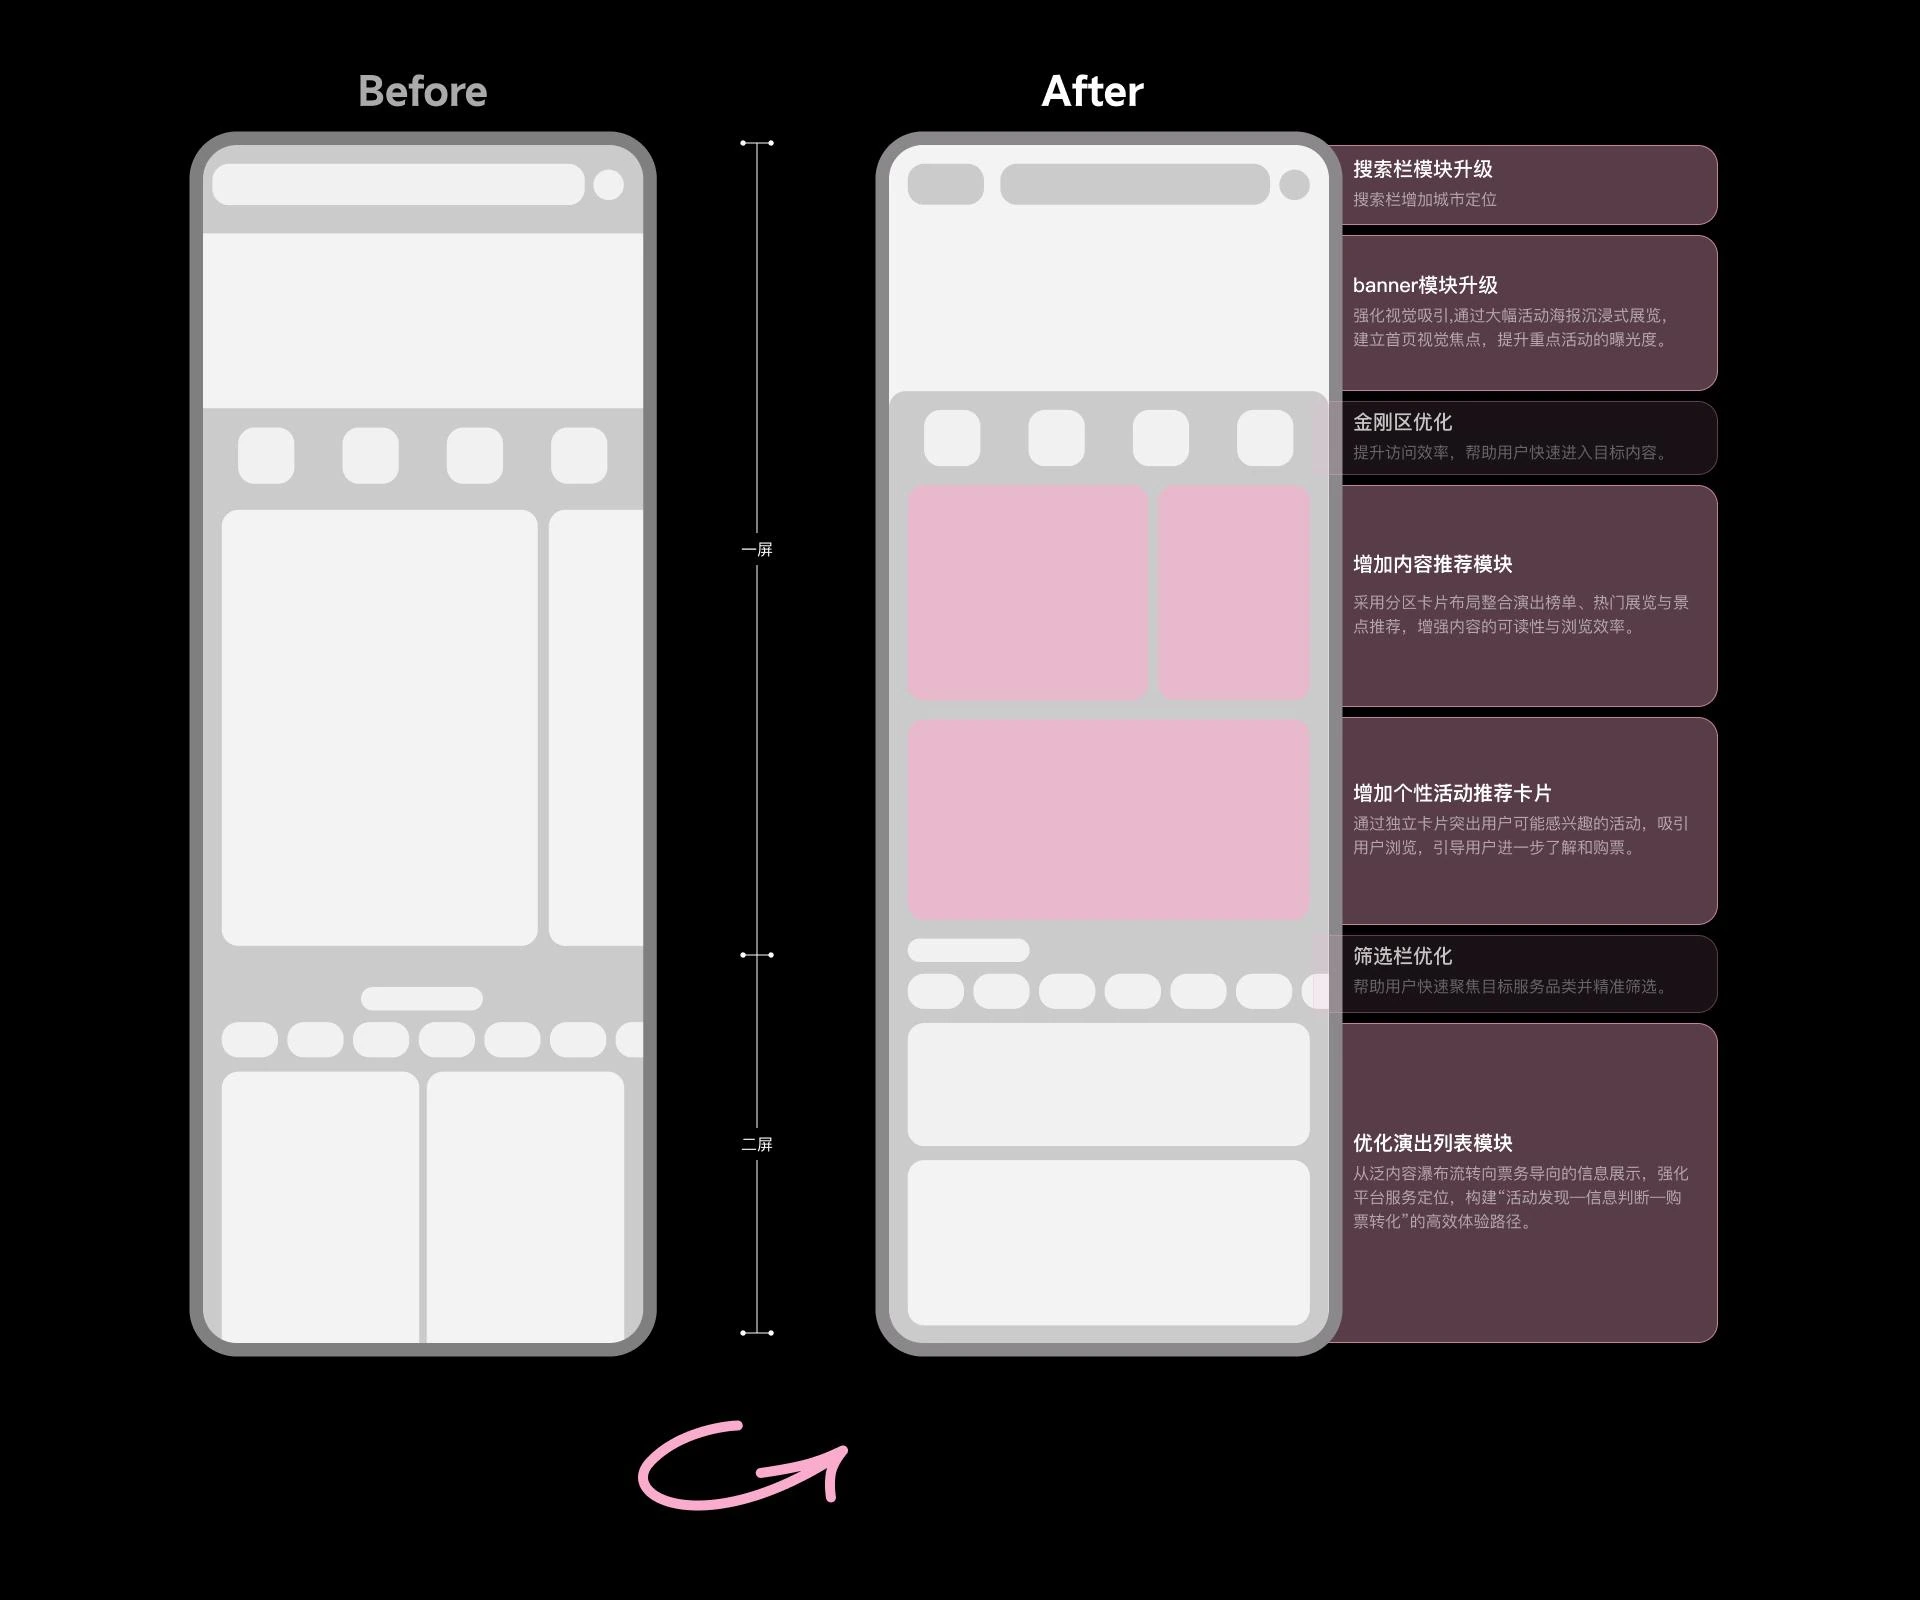 Before
After
一屏
二屏
搜索栏模块升级
搜索栏增加城市定位
banner模块升级
强化视觉吸引,通过大幅活动海报沉浸式展览，
建立首页视觉焦点，提升重点活动的曝光度。
金刚区优化
提升访问效率，帮助用户快速进入目标内容。
增加内容推荐模块
采用分区卡片布局整合演出榜单、热门展览与景
点推荐，增强内容的可读性与浏览效率。
增加个性活动推荐卡片
通过独立卡片突出用户可能感兴趣的活动，吸引
用户浏览，引导用户进一步了解和购票。
筛选栏优化
帮助用户快速聚焦目标服务品类并精准筛选。
优化演出列表模块
从泛内容瀑布流转向票务导向的信息展示，强化
平台服务定位，构建“活动发现—信息判断—购
票转化”的高效体验路径。